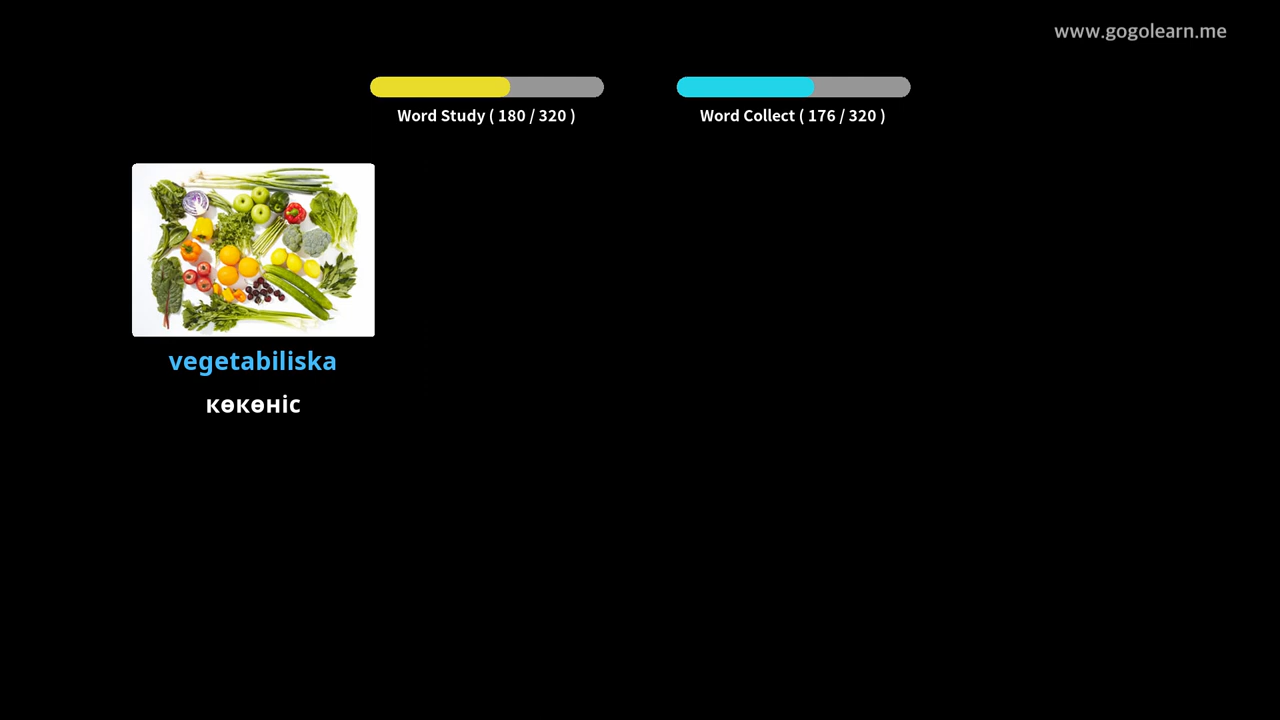 www.gogolearn.me
Word Study ( 180 / 320 )
Word Collect ( 176 / 320 )
vegetabiliska
көкөніс